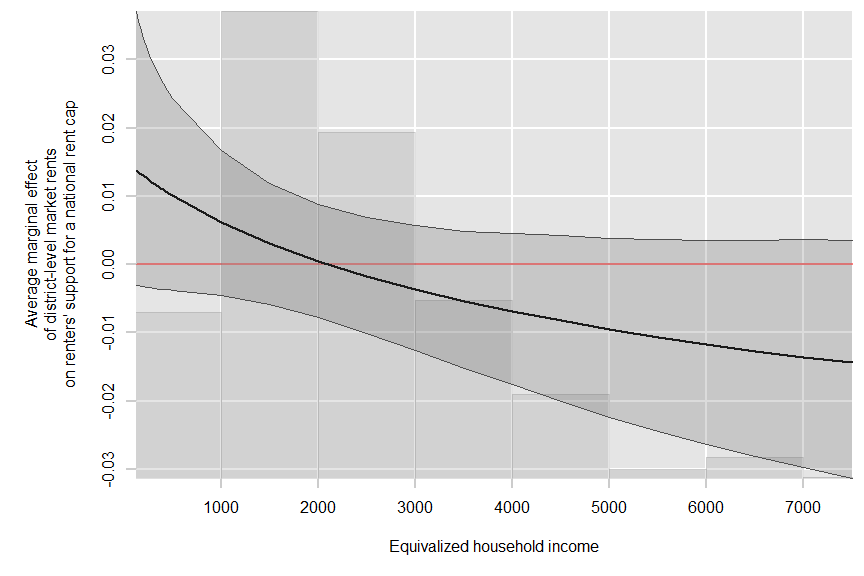 Average marginal effect
of district-level market rents
on renters' support for a national rent cap
0.03
0.02
0.01
0.00
-0.01
-0.02
-0.03
1000 2000 3000 4000 5000 6000 7000
Equivalized household income